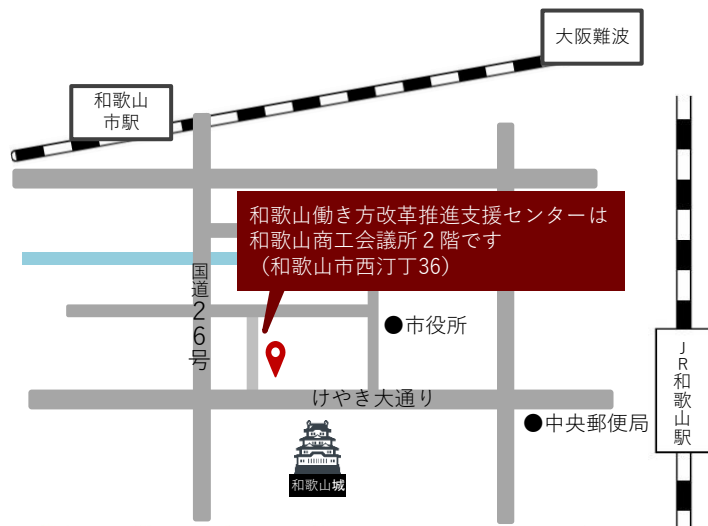 大阪難波
和歌山
市駅
和歌山働き方改革推進支援センターは
和歌山商工会議所２階です
（和歌山市西汀丁36）
国道２６号
●市役所
けやき大通り
●中央郵便局
ＪＲ和歌山駅
和歌山城